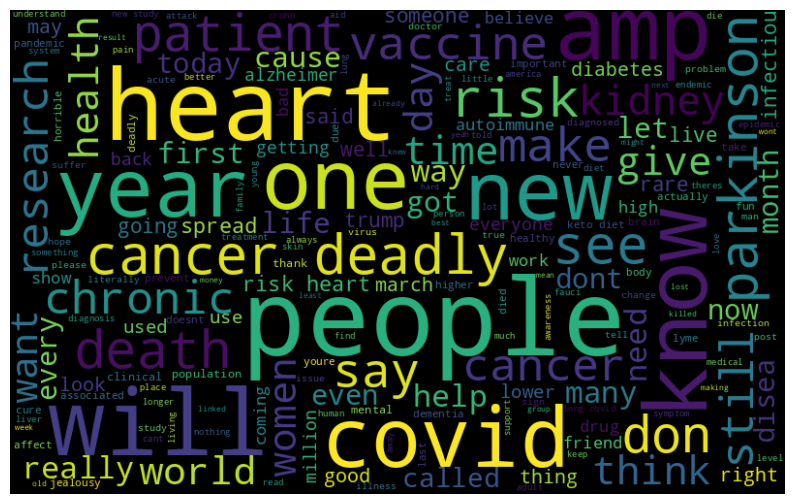 understand
new study
attack
crohn
aid
doctor
someone
believe
die
may
result
patient
vaccine
amp
pandemic
pain
today
cause
care
important
problem
system
acute
better
lung
treat
little
america
next
endemic
infectiou
health
alzheimer
diabetes
horrible
deadly
heart
bad
already
risk
kidney
said
day
autoimmune
yeah
told
diagnosed
epidemic
wont
research
back
first
getting
due
well
knew
time
make
let
live
might
take
suffer
year
family
young
one
way
hard
never
diet
give
rare
theres
parkinson
month
going
spread
life
trump
got
new
person
lot
best
everyone
high
actually
fun
man
hope
something
please
literally
treatment
always
virus
true
keto diet
healthy
brain
love
show
cancer deadly
thank
skin
work
see
dont
body
know
still
chronic
prevent
money
risk heart
march
higher
mean
fauci
change
lost
killed
now
want
every
diagnosis
used
doesnt
use
least
people
died
awareness
infection
post
death
youre
find
much
tell
need
lyme
disea
look
clinical
population
issue
say
cancer
lower
many
medical
associated
place
longer
women
even
help
making
cure
liver
linked
coming
human
mental
dementia
sign
group
long covid
drug
symptom
week
will
study
cant
living
nothing
million
last
away
covid
support
called
friend
don
level
affect
really
world
good
thing
keep
think
right
old
jealousy
read
illness
adult